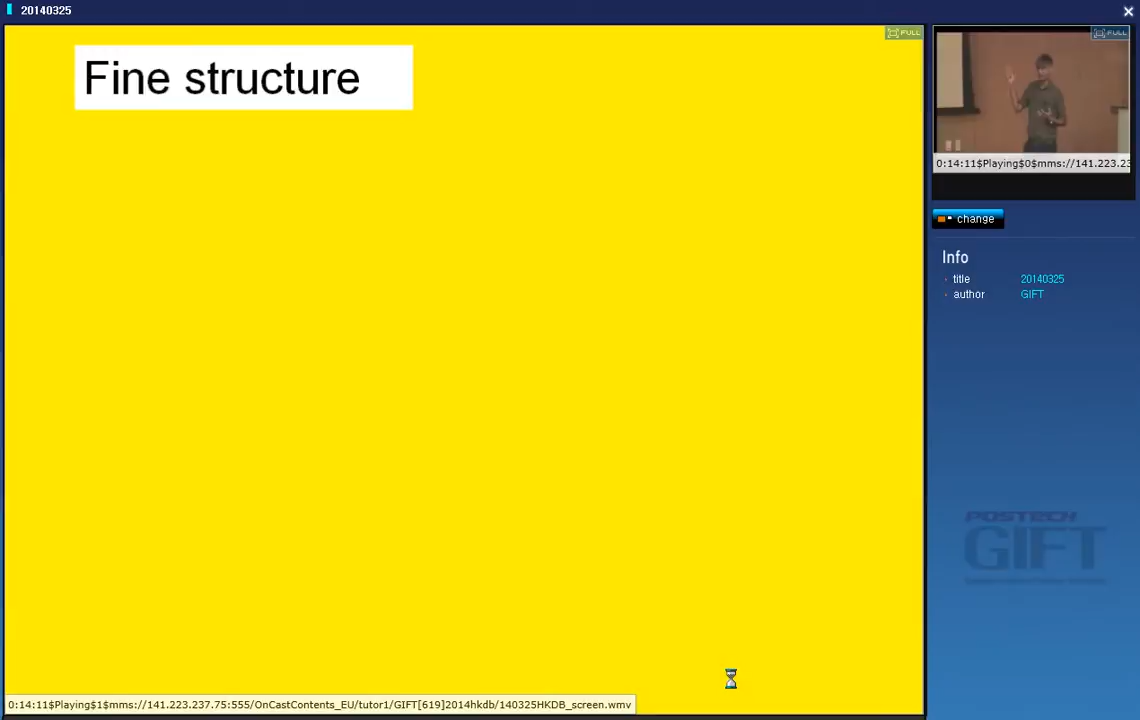 20140325
FULL
Fine structure
FULL
0:14:11$Playing$0$mms://141.223.23
change
Info
title 20140325
author GIFT
POSTECH
GIFT
0:14:11$Playing$1$mms://141.223.237.75:555/OnCastContents_EU/tutor1/GIFT[619]2014hkdb/140325HKDB_screen.wmv